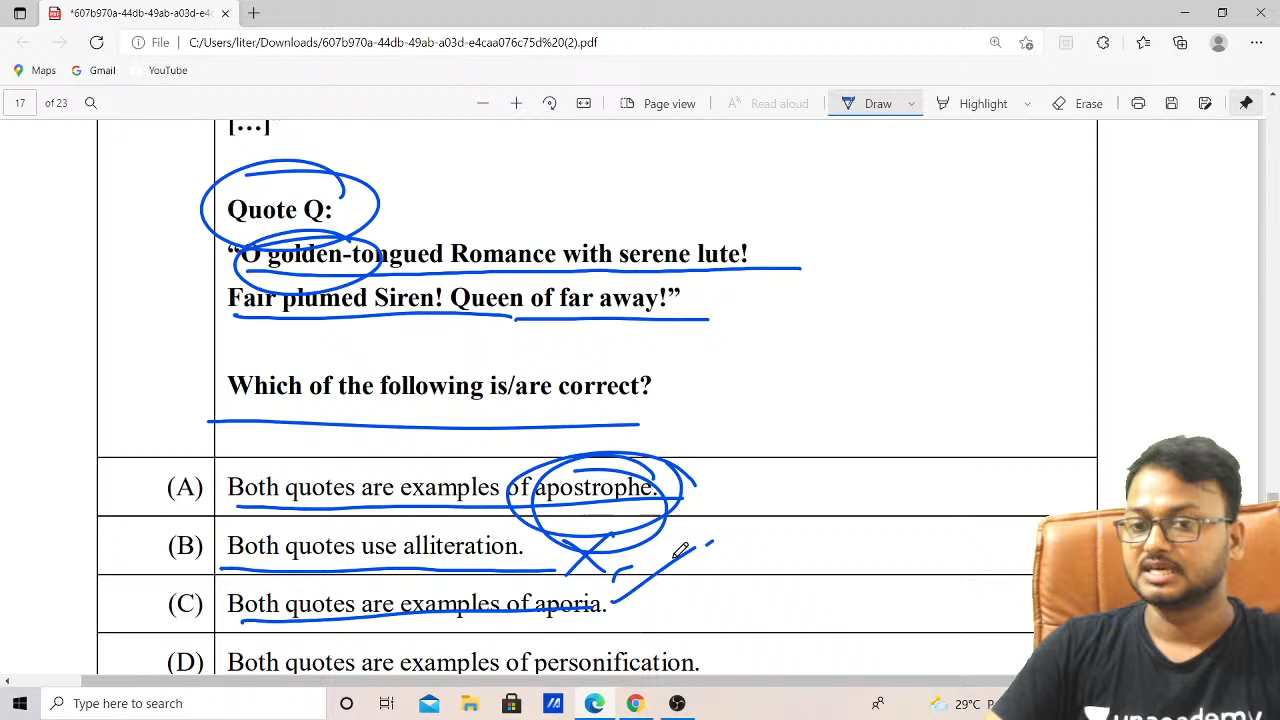 *607b970a-44db-49ab-a03d-e4c
File
C:/Users/liter/Downloads/607b970a-44db-49ab-a03d-e4caa076c75d%20(2).pdf
Maps
Gmail
YouTube
17
of 23
Page view
Read aloud
Draw
Highlight
Erase
[…]”
Quote Q:
“O golden-tongued Romance with serene lute!
Fair plumed Siren! Queen of far away!”
Which of the following is/are correct?
(A) Both quotes are examples of apostrophe.
(B) Both quotes use alliteration.
(C) Both quotes are examples of aporia.
(D) Both quotes are examples of personification.
Type here to search
29°C
unacademy